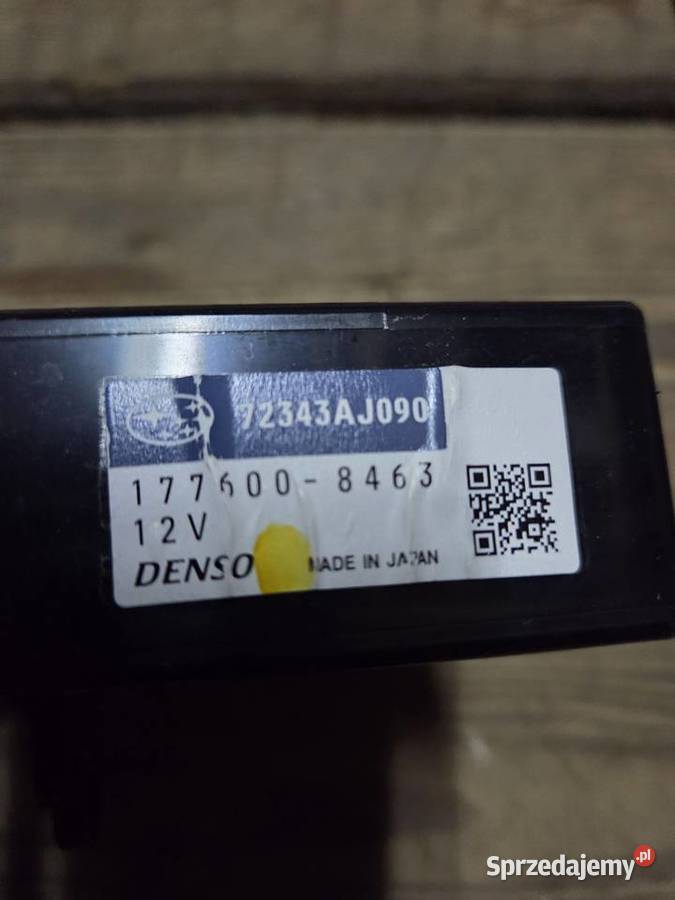 72343AJ090
177600-8463
12V
DENSO MADE IN JAPAN
Sprzedajemy.pl